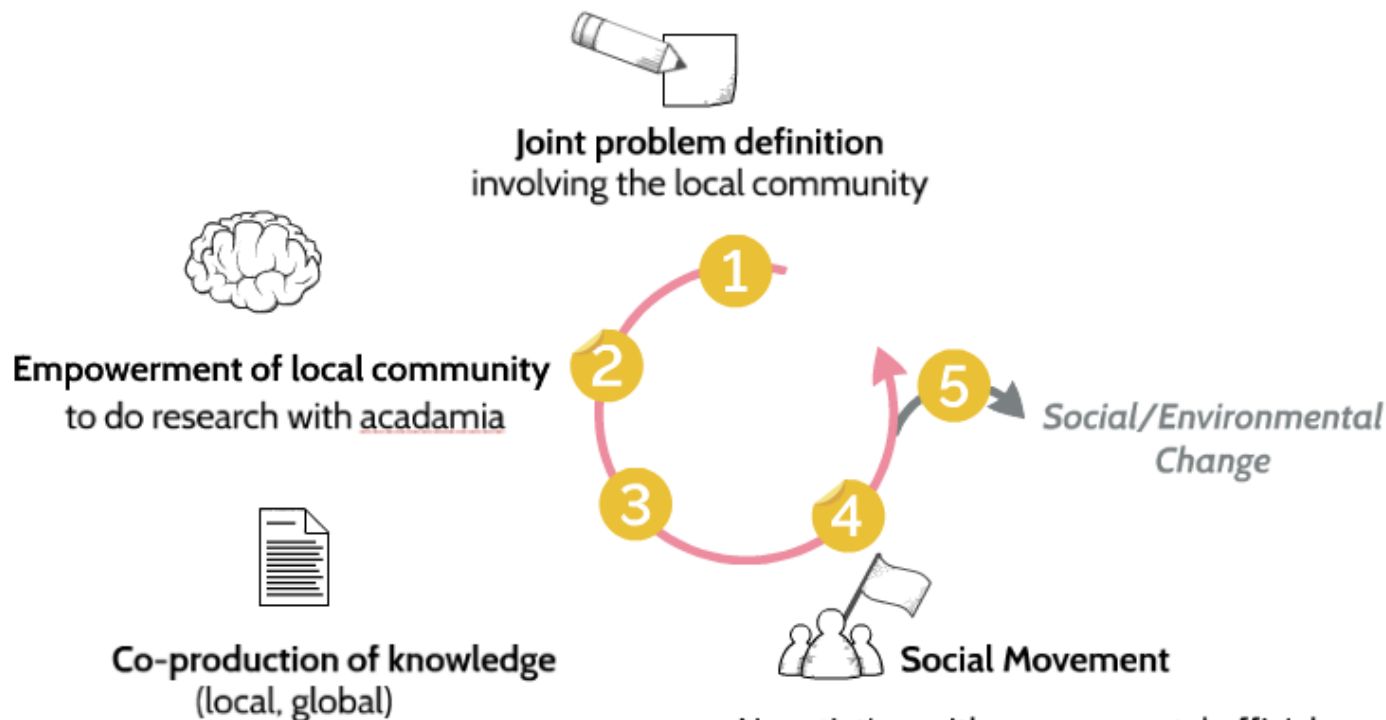 Joint problem definition
involving the local community
1
2
Empowerment of local community
to do research with acadamia
5
Social/Environmental
Change
3
4
Co-production of knowledge
(local, global)
Social Movement